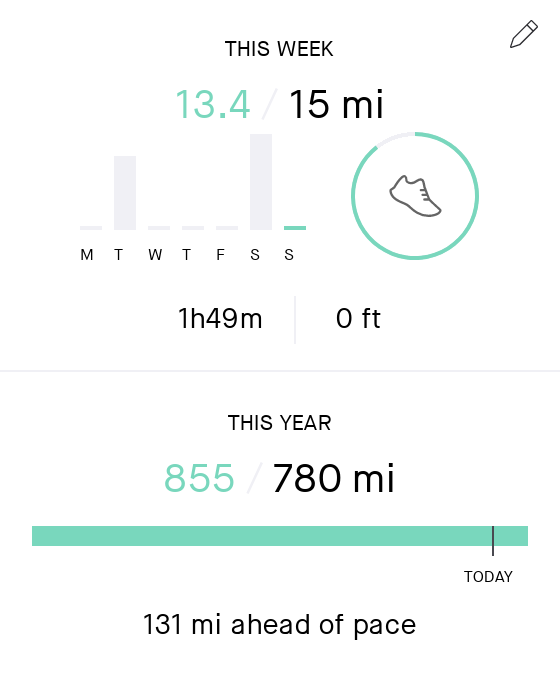 THIS WEEK
13.4 / 15 mi
M T W T F S S
1h49m 0 ft
THIS YEAR
855 / 780 mi
TODAY
131 mi ahead of pace